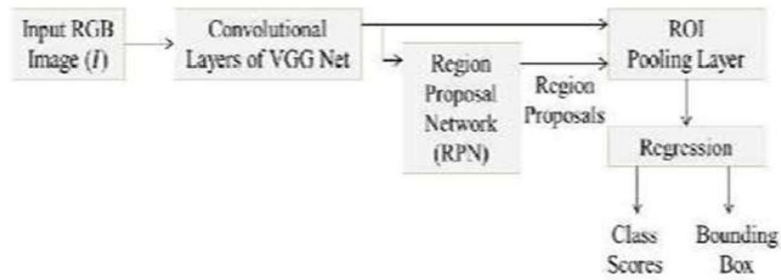 Input RGB
Image (I)
Convolutional
Layers of VGG Net
Region
Proposal
Network
(RPN)
Region
Proposals
ROI
Pooling Layer
Regression
Class
Scores
Bounding
Box